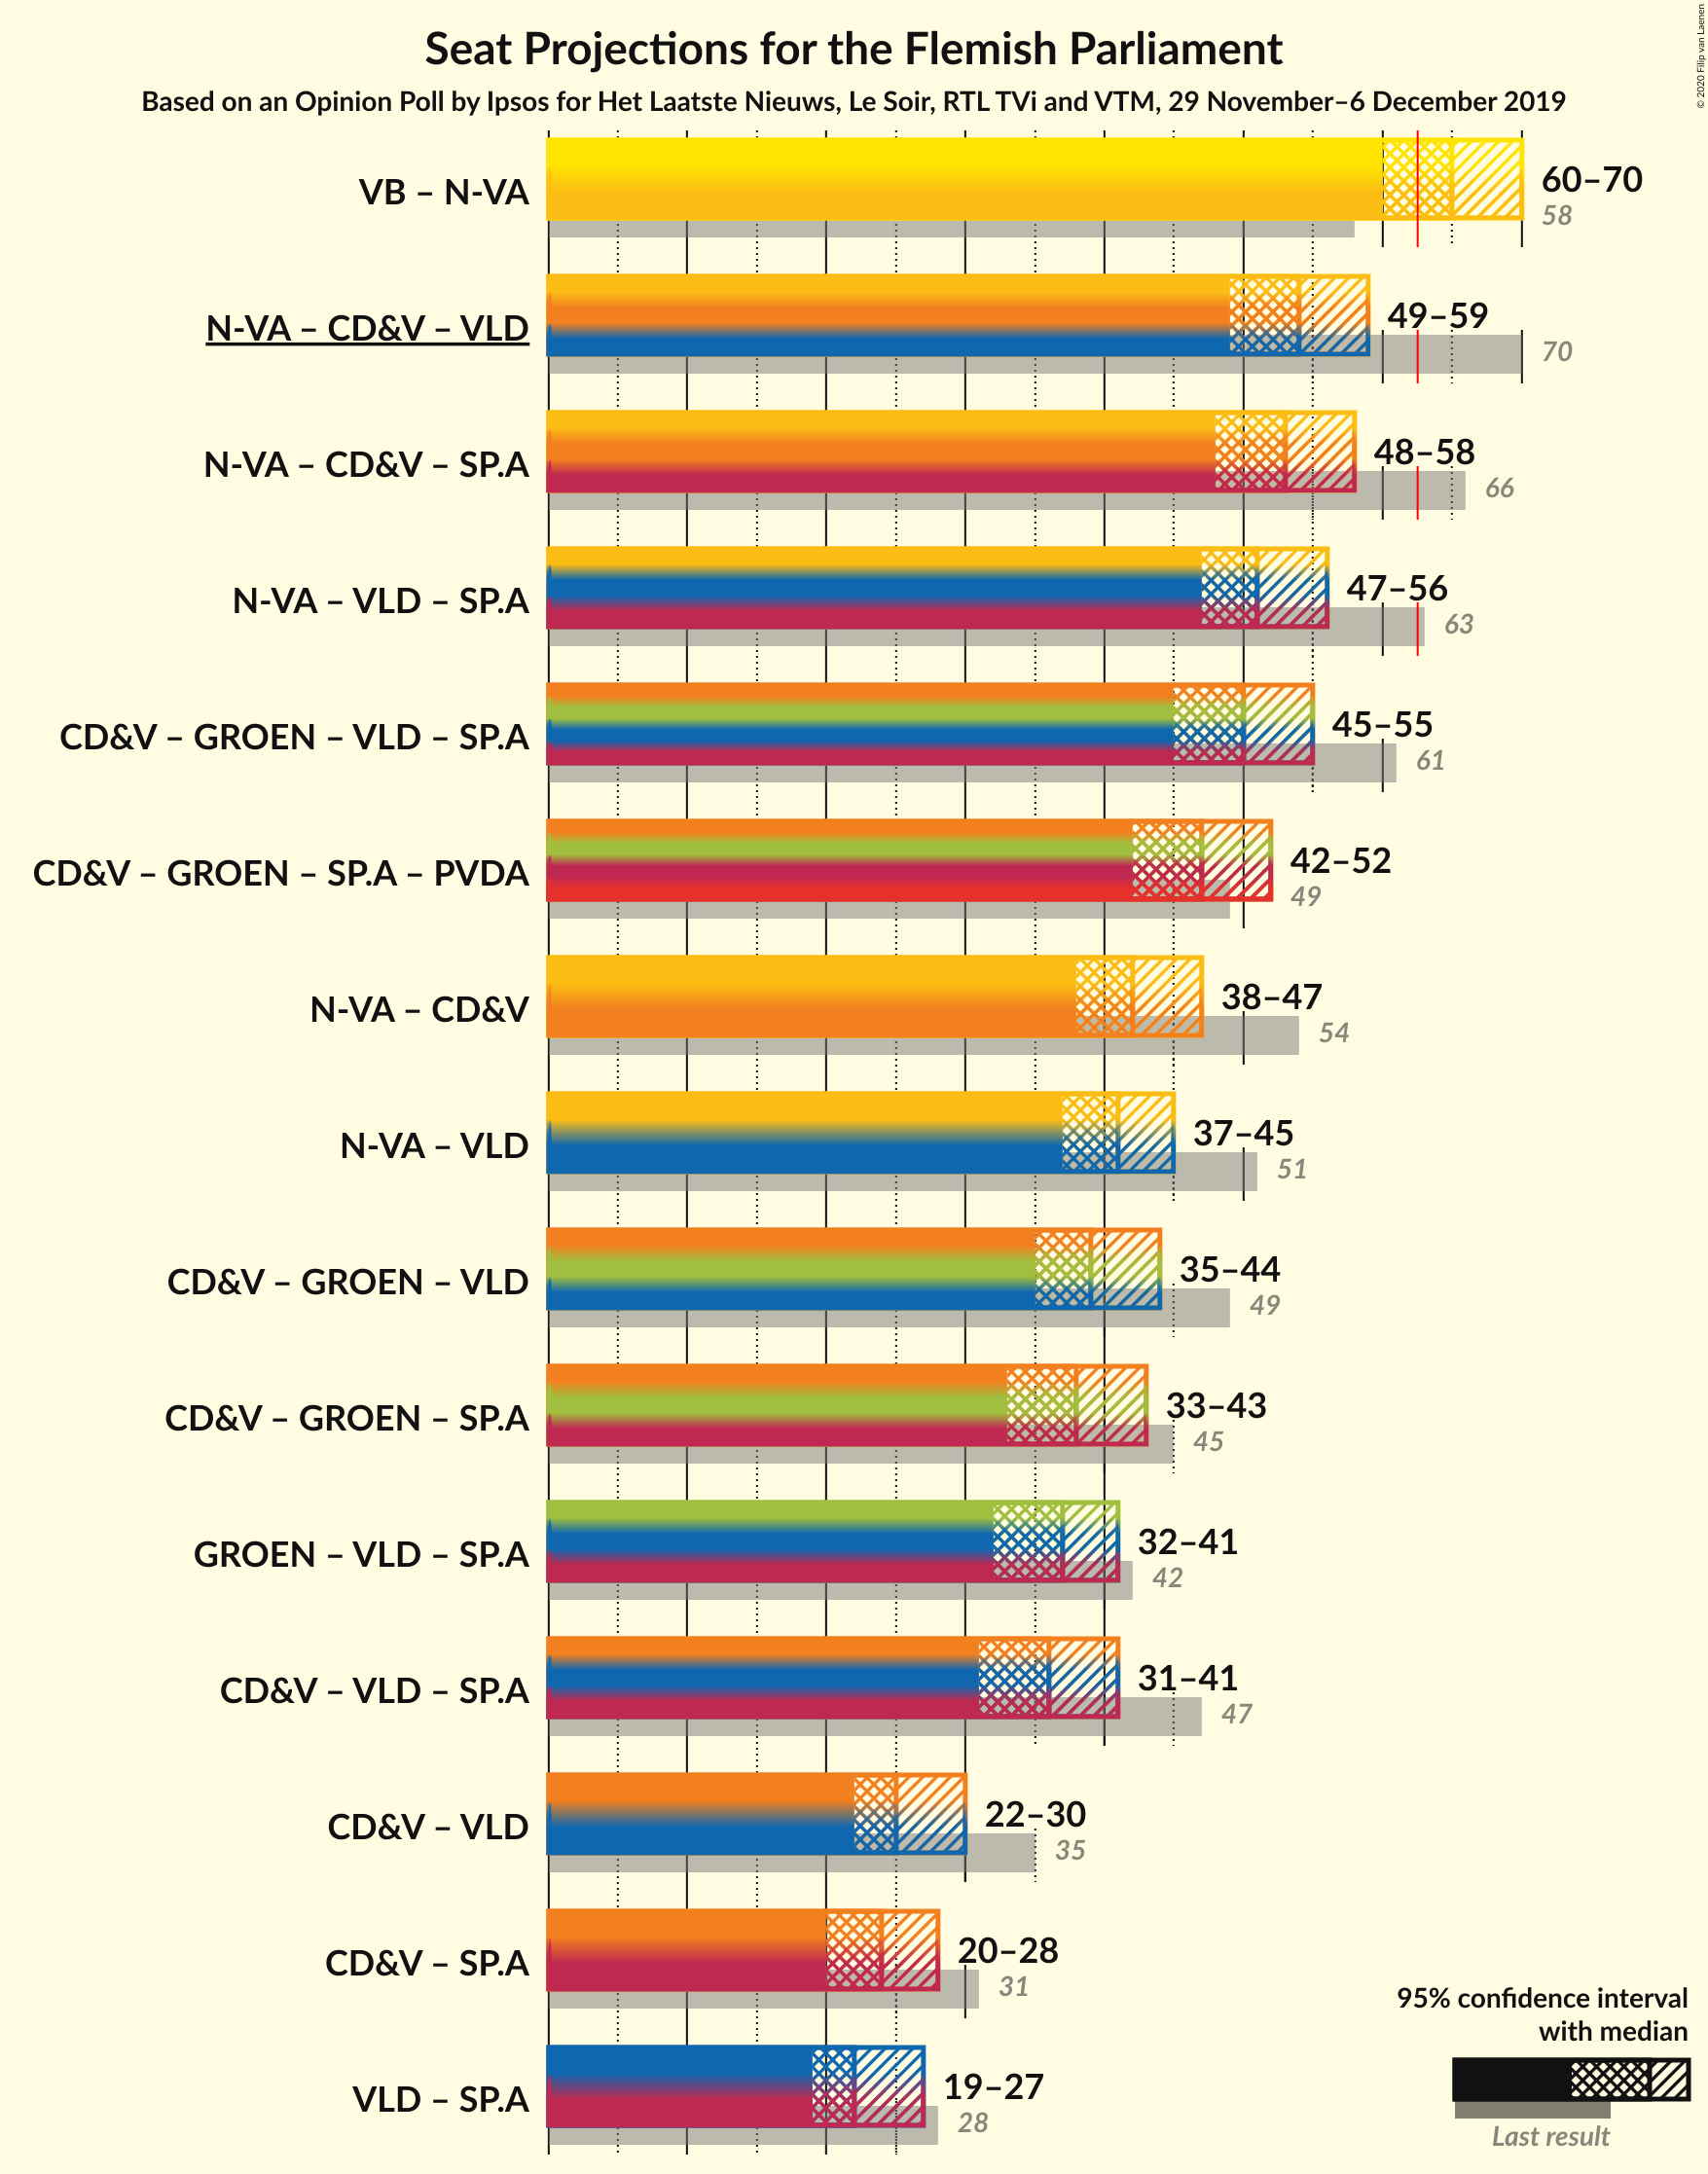 Seat Projections for the Flemish Parliament
Based on an Opinion Poll by Ipsos for Het Laatste Nieuws, Le Soir, RTL TVi and VTM, 29 November–6 December 2019
© 2020 Filip van Laenen
VB – N-VA
60–70
58
N-VA – CD&V – VLD
49–59
70
N-VA – CD&V – SP.A
48–58
66
N-VA – VLD – SP.A
47–56
63
CD&V – GROEN – VLD – SP.A
45–55
61
CD&V – GROEN – SP.A – PVDA
42–52
49
N-VA – CD&V
38–47
54
N-VA – VLD
37–45
51
CD&V – GROEN – VLD
35–44
49
CD&V – GROEN – SP.A
33–43
45
GROEN – VLD – SP.A
32–41
42
CD&V – VLD – SP.A
31–41
47
CD&V – VLD
22–30
35
CD&V – SP.A
20–28
31
VLD – SP.A
19–27
28
95% confidence interval
with median
Last result